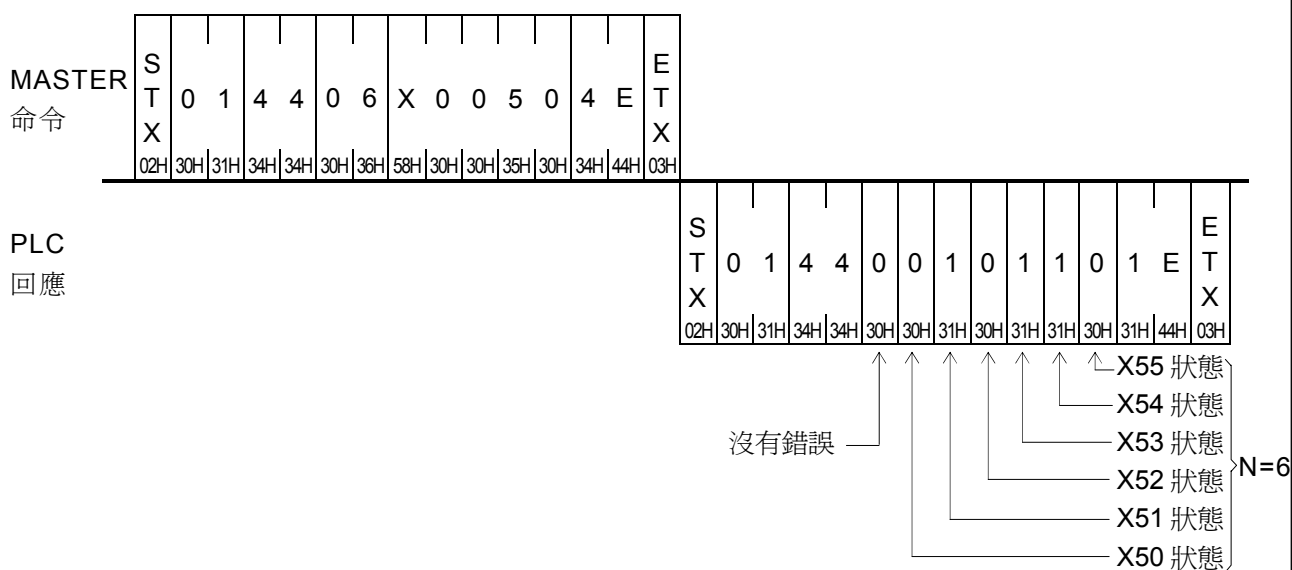 MASTER
命令
STX 0 1 4 4 0 6 X 0 0 5 0 4 E ETX
02H 30H 31H 34H 34H 30H 36H 58H 30H 30H 35H 30H 34H 44H 03H
PLC
回應
STX 0 1 4 4 0 0 1 0 1 1 0 1 E ETX
02H 30H 31H 34H 34H 30H 30H 31H 30H 31H 31H 30H 31H 44H 03H
X55 狀態
X54 狀態
沒有錯誤
X53 狀態
N=6
X52 狀態
X51 狀態
X50 狀態